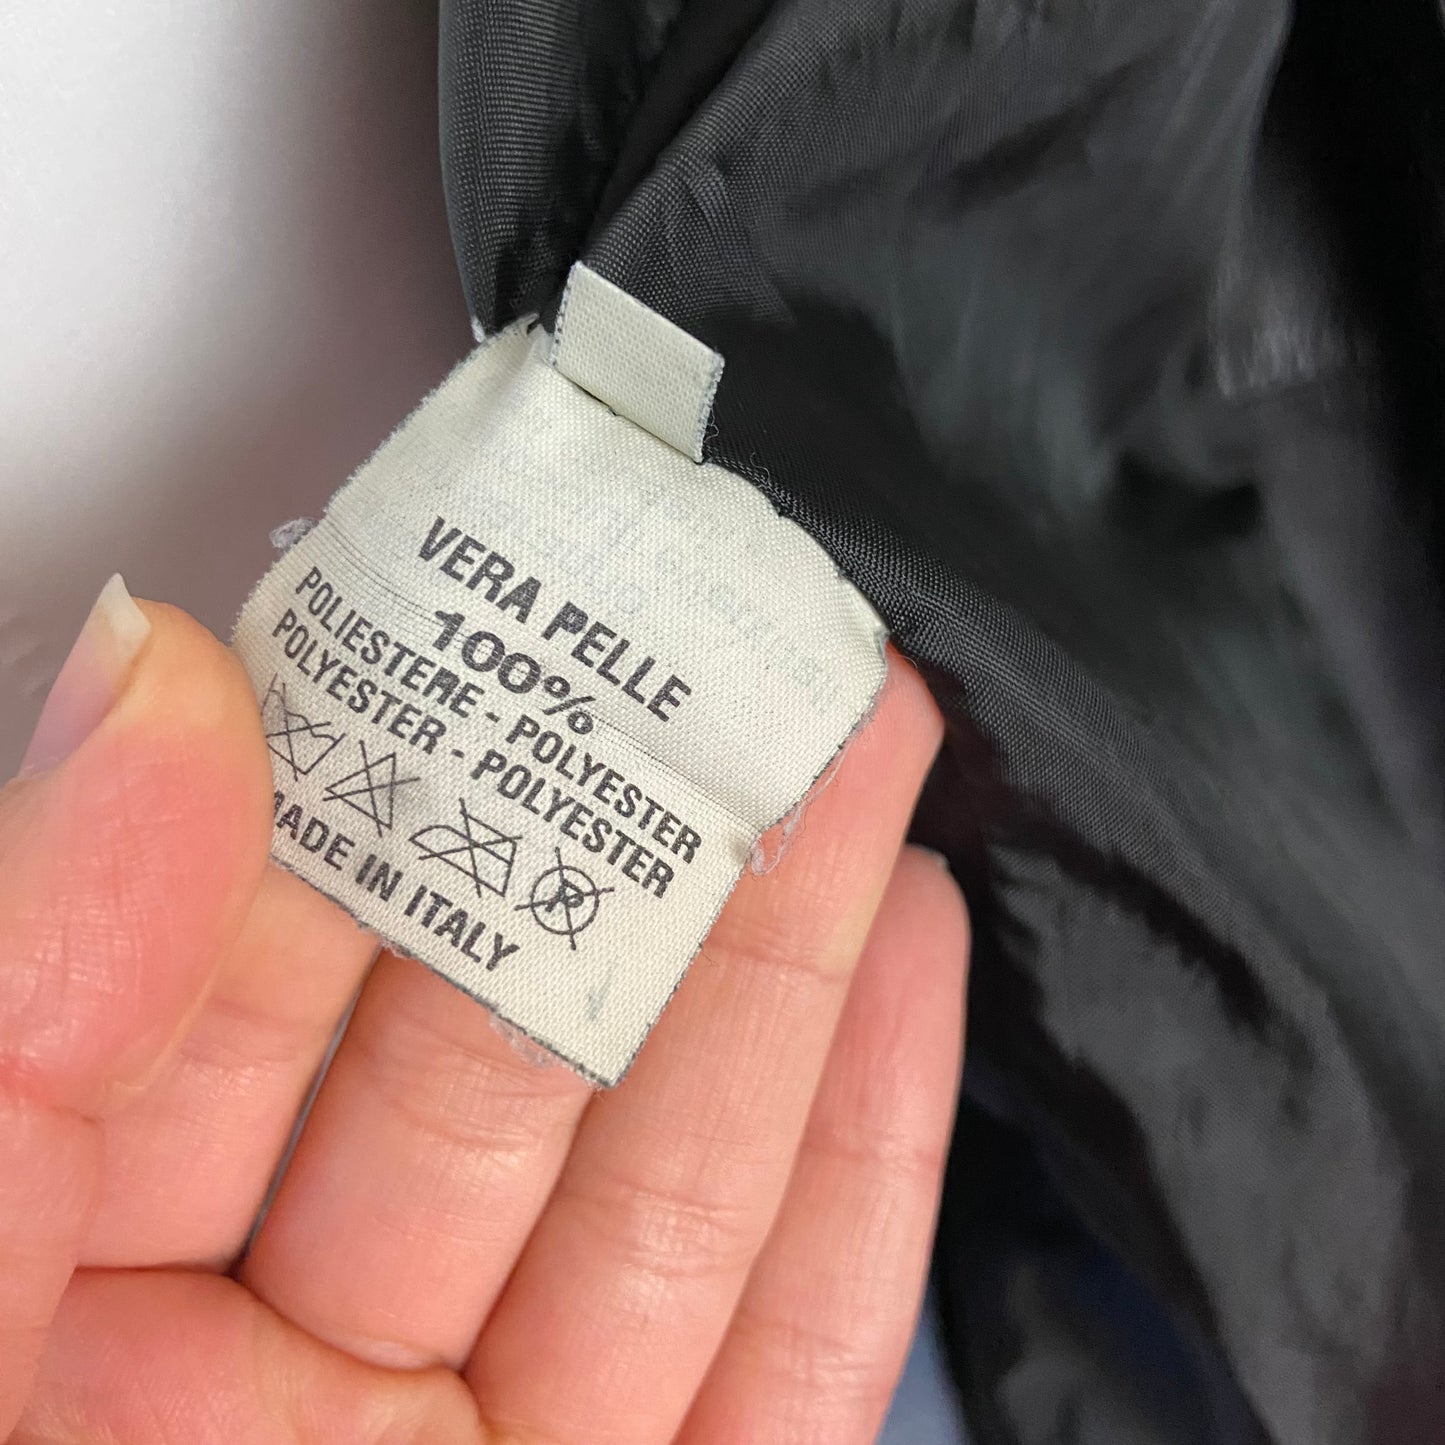 VERA PELLE
100%
POLIESTERE - POLYESTER
POLYESTER - POLYESTER
P
MADE IN ITALY